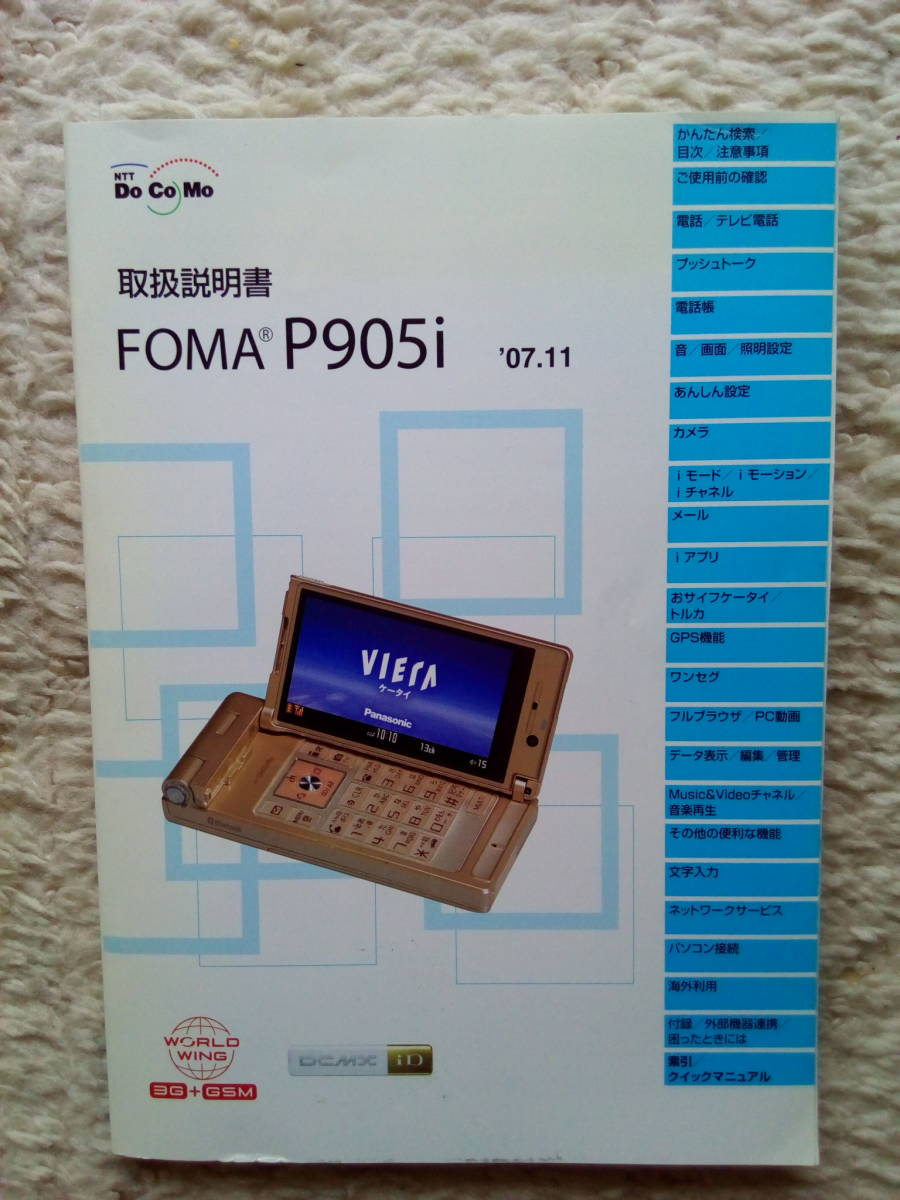 NTT
DoCoMo
取扱説明書
FOMA® P905i '07.11
かんたん検索／
目次／注意事項
ご使用前の確認
電話／テレビ電話
プッシュトーク
電話帳
音／画面／照明設定
あんしん設定
カメラ
ｉモード／ｉモーション／
ｉチャネル
メール
ｉアプリ
おサイフケータイ／
トルカ
GPS機能
ワンセグ
フルブラウザ／PC動画
データ表示／編集／管理
Music&Videoチャネル／
音楽再生
その他の便利な機能
文字入力
ネットワークサービス
パソコン接続
海外利用
付録／外部機器連携／
困ったときには
索引／
クイックマニュアル
VIERA
ケータイ
Panasonic
10:10
13ch
15
Bluetooth
WORLD
WING
3G+GSM
DCMX iD